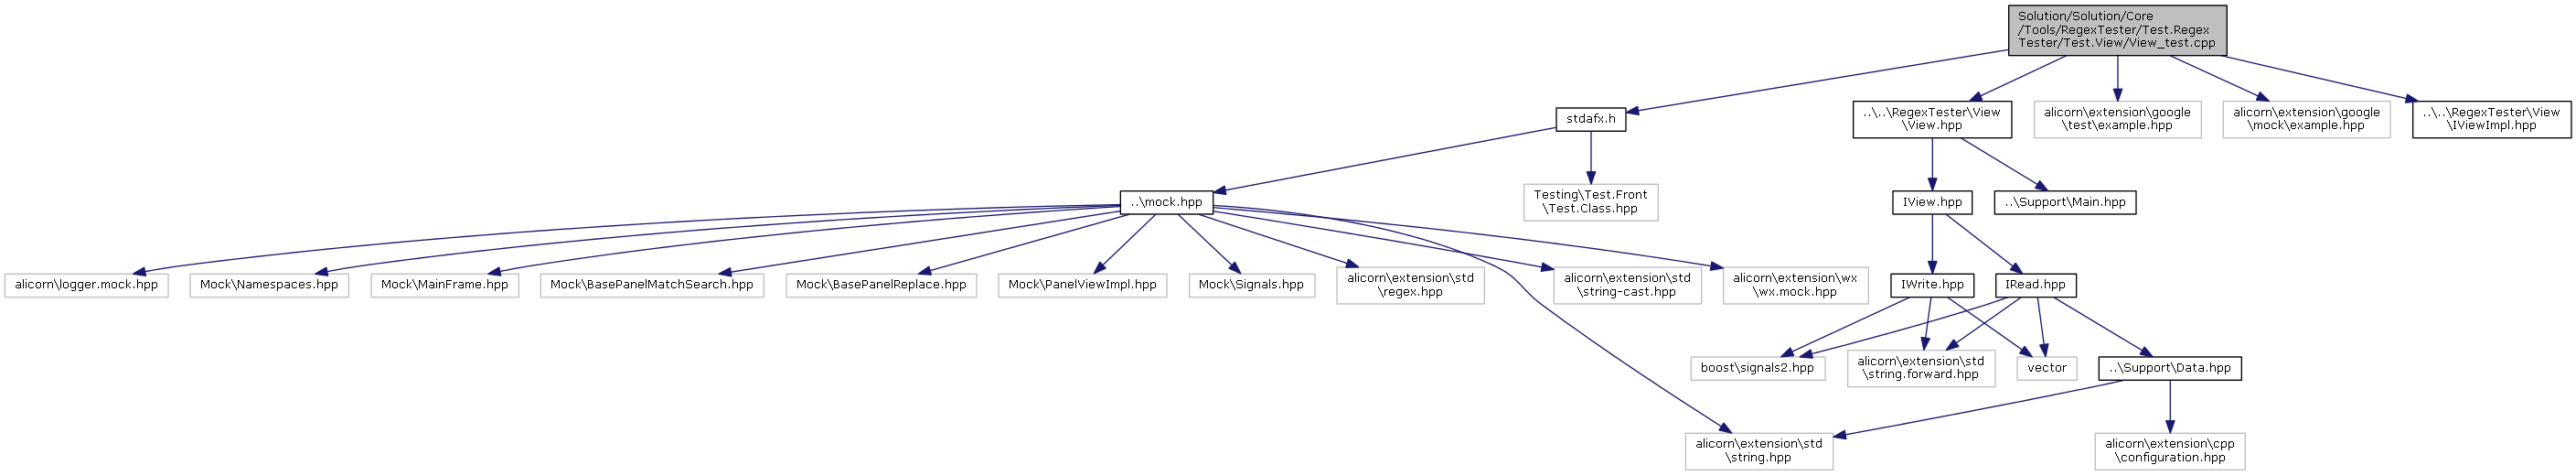 Solution/Solution/Core
/Tools/RegexTester/Test.Regex
Tester/Test.View/View_test.cpp
stdafx.h
..\..\RegexTester\View
\View.hpp
alicorn\extension\google
\test\example.hpp
alicorn\extension\google
\mock\example.hpp
..\..\RegexTester\View
\IViewImpl.hpp
..\mock.hpp
Testing\Test.Front
\Test.Class.hpp
IView.hpp
..\Support\Main.hpp
alicorn\logger.mock.hpp
Mock\Namespaces.hpp
Mock\MainFrame.hpp
Mock\BasePanelMatchSearch.hpp
Mock\BasePanelReplace.hpp
Mock\PanelViewImpl.hpp
Mock\Signals.hpp
alicorn\extension\std
\regex.hpp
alicorn\extension\std
\string-cast.hpp
alicorn\extension\wx
\wx.mock.hpp
IWrite.hpp
IRead.hpp
boost\signals2.hpp
alicorn\extension\std
\string.forward.hpp
vector
..\Support\Data.hpp
alicorn\extension\std
\string.hpp
alicorn\extension\cpp
\configuration.hpp